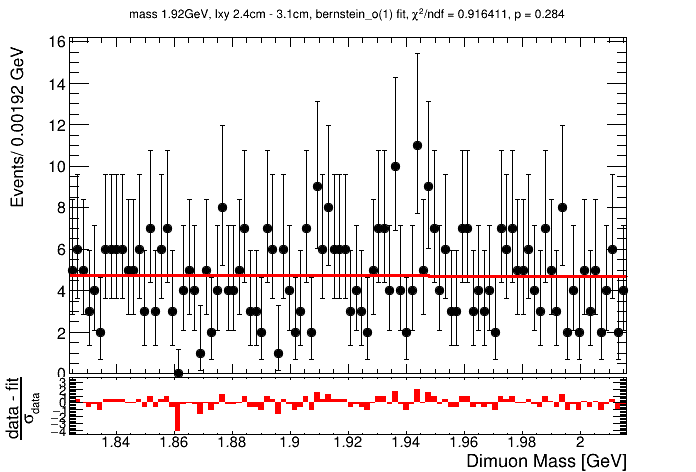 mass 1.92GeV, lxy 2.4cm - 3.1cm, bernstein_o(1) fit, χ²/ndf = 0.916411, p = 0.284
Events/ 0.00192 GeV
16
14
12
10
8
6
4
2
0
data - fit
σdata
3
2
1
0
−1
−2
−3
−4
1.84 1.86 1.88 1.9 1.92 1.94 1.96 1.98 2
Dimuon Mass [GeV]